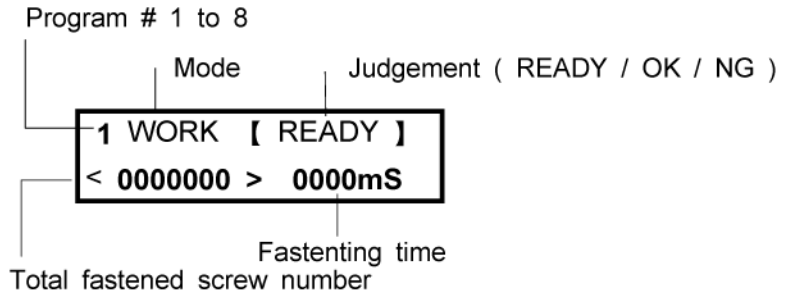 Program # 1 to 8
Mode
Judgement ( READY / OK / NG )
1 WORK 【 READY 】
< 0000000 > 0000mS
Fastenting time
Total fastened screw number